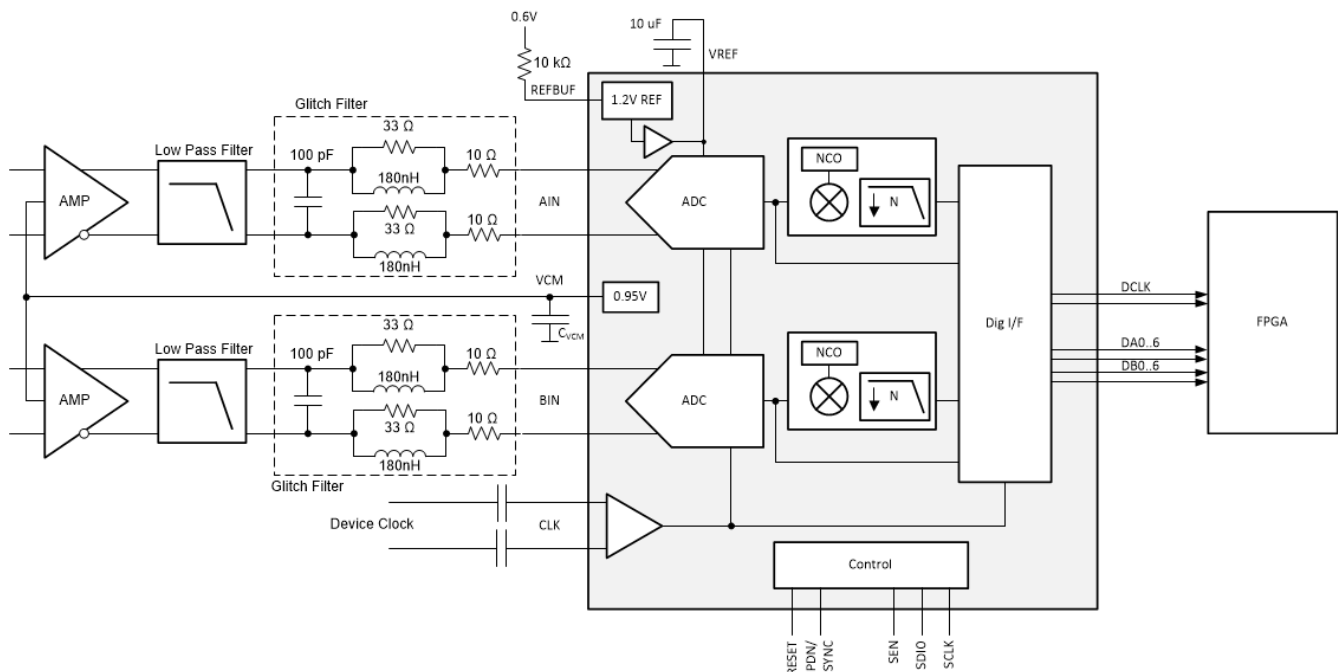 0.6V
10 uF
VREF
10 kΩ
REFBUF
1.2V REF
Glitch Filter
33 Ω
Low Pass Filter
100 pF
10 Ω
180nH
AMP
AIN
ADC
NCO
N
10 Ω
33 Ω
180nH
VCM
0.95V
CVCM
Dig I/F
DCLK
FPGA
DA0..6
DB0..6
33 Ω
Low Pass Filter
100 pF
10 Ω
180nH
AMP
BIN
ADC
NCO
N
10 Ω
33 Ω
180nH
Glitch Filter
Device Clock
CLK
Control
RESET
PDN/
SYNC
SEN
SDIO
SCLK